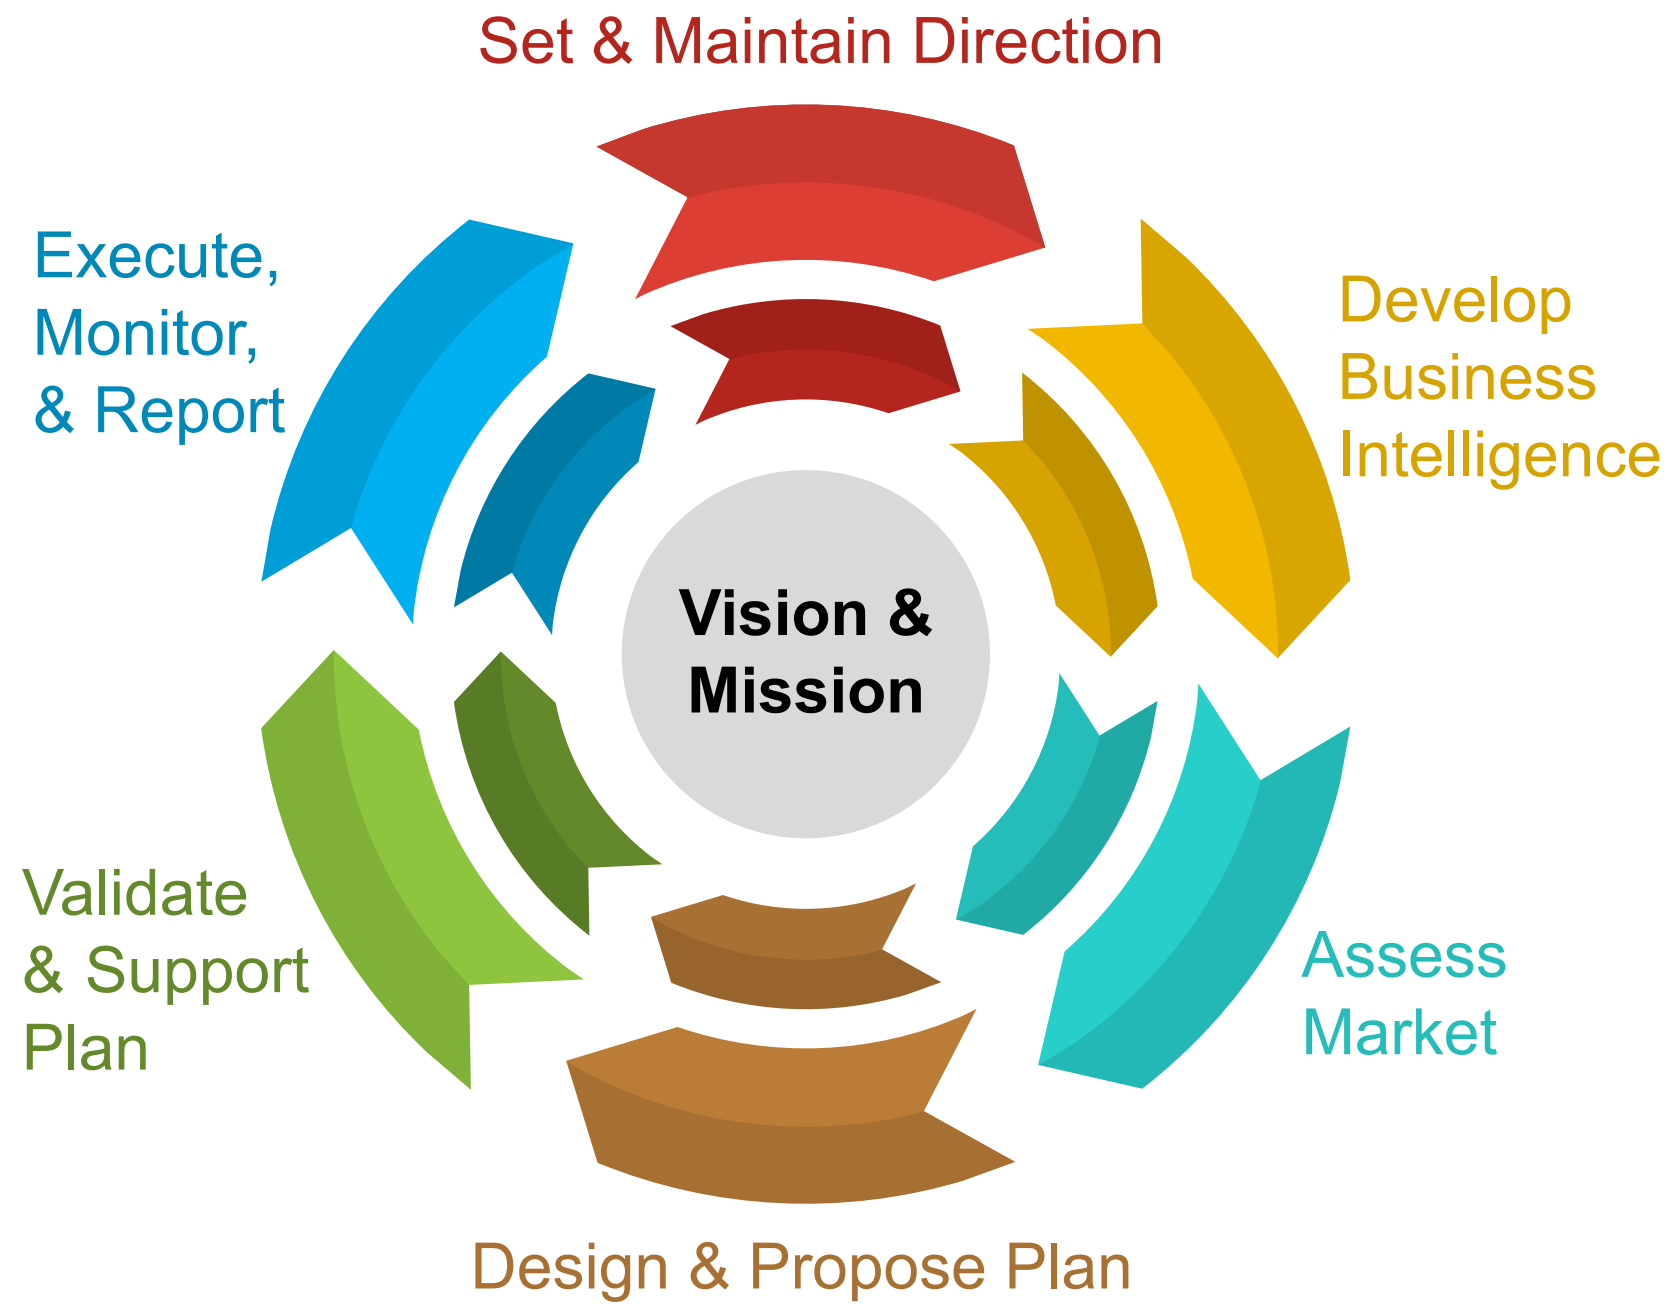 Set & Maintain Direction
Develop
Business
Intelligence
Assess
Market
Design & Propose Plan
Validate
& Support
Plan
Execute,
Monitor,
& Report
Vision &
Mission